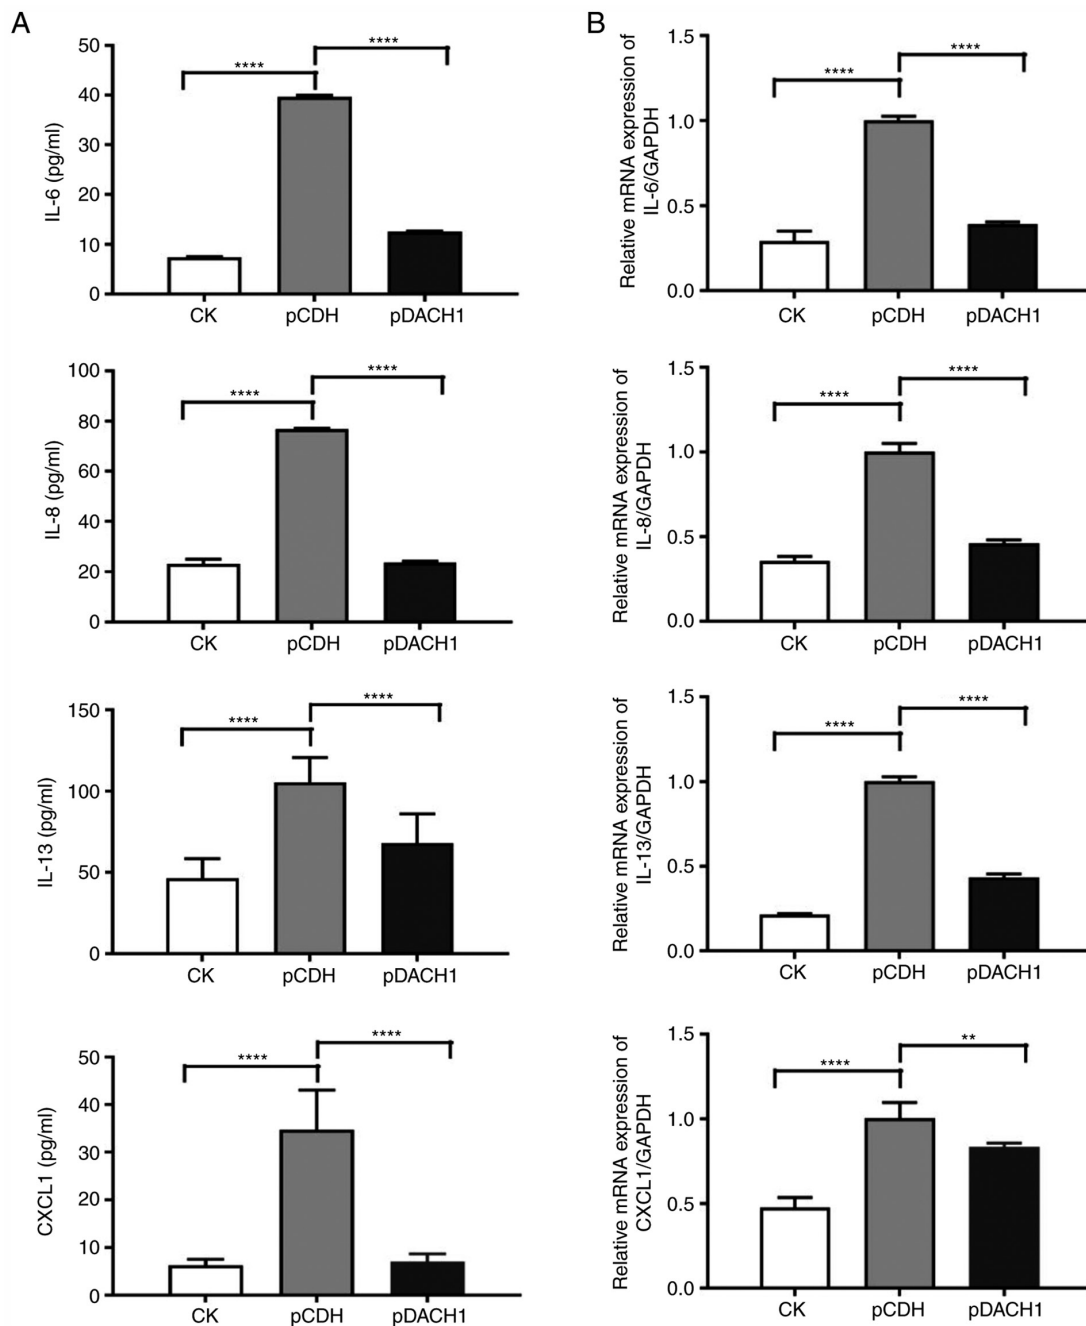 A
IL-6 (pg/ml)
50
40
30
20
10
0
****
****
CK pCDH pDACH1
B
Relative mRNA expression of
IL-6/GAPDH
1.5
1.0
0.5
0.0
****
****
CK pCDH pDACH1
IL-8 (pg/ml)
100
80
60
40
20
0
****
****
CK pCDH pDACH1
Relative mRNA expression of
IL-8/GAPDH
1.5
1.0
0.5
0.0
****
****
CK pCDH pDACH1
IL-13 (pg/ml)
150
100
50
0
****
****
CK pCDH pDACH1
Relative mRNA expression of
IL-13/GAPDH
1.5
1.0
0.5
0.0
****
****
CK pCDH pDACH1
CXCL1 (pg/ml)
50
40
30
20
10
0
****
****
CK pCDH pDACH1
Relative mRNA expression of
CXCL1/GAPDH
1.5
1.0
0.5
0.0
****
**
CK pCDH pDACH1